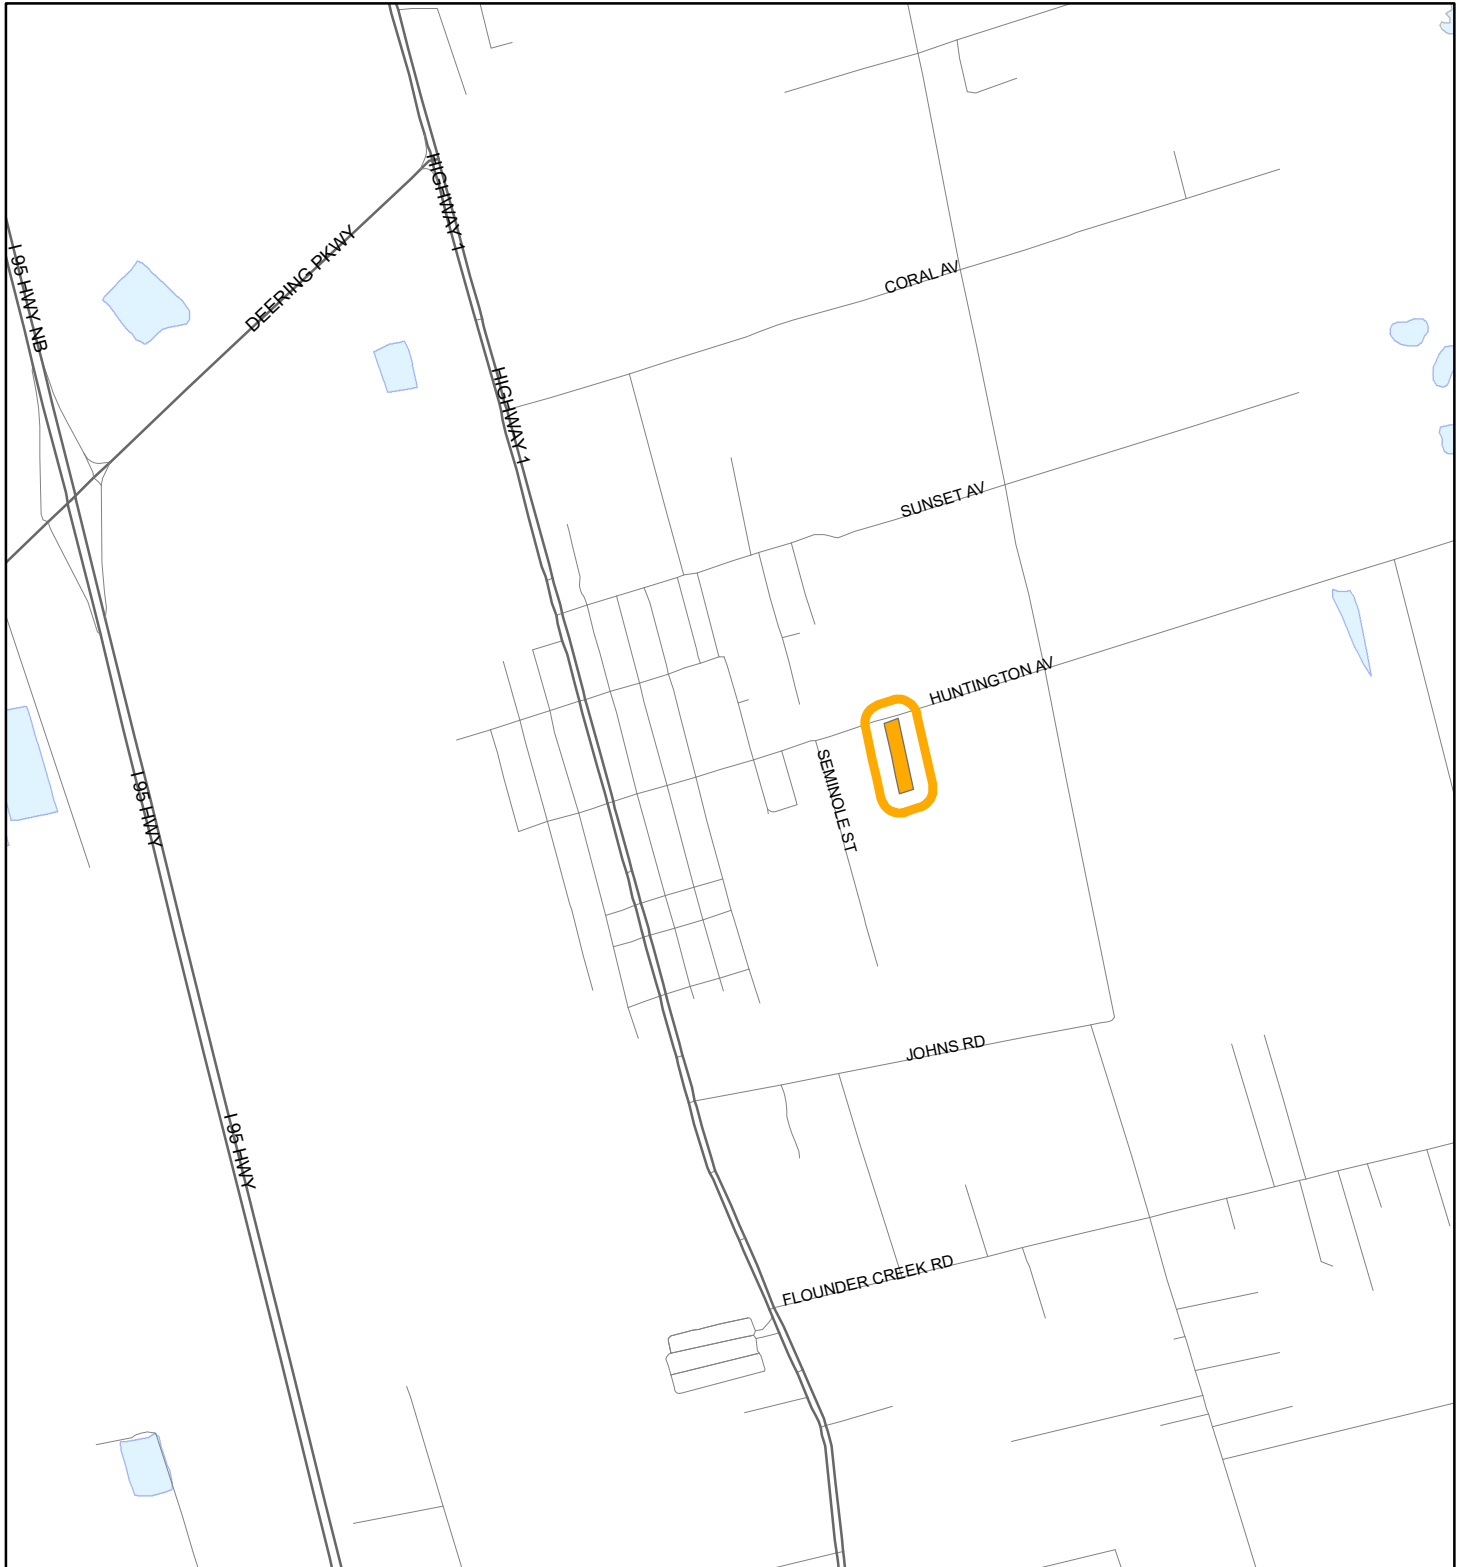 HIGHWAY 1
DEERING PKWY
I 95 HWY NB
CORAL AV
HIGHWAY 1
SUNSET AV
HUNTINGTON AV
SEMINOLE ST
I 95 HWY
JOHNS RD
I 95 HWY
FLOUNDER CREEK RD